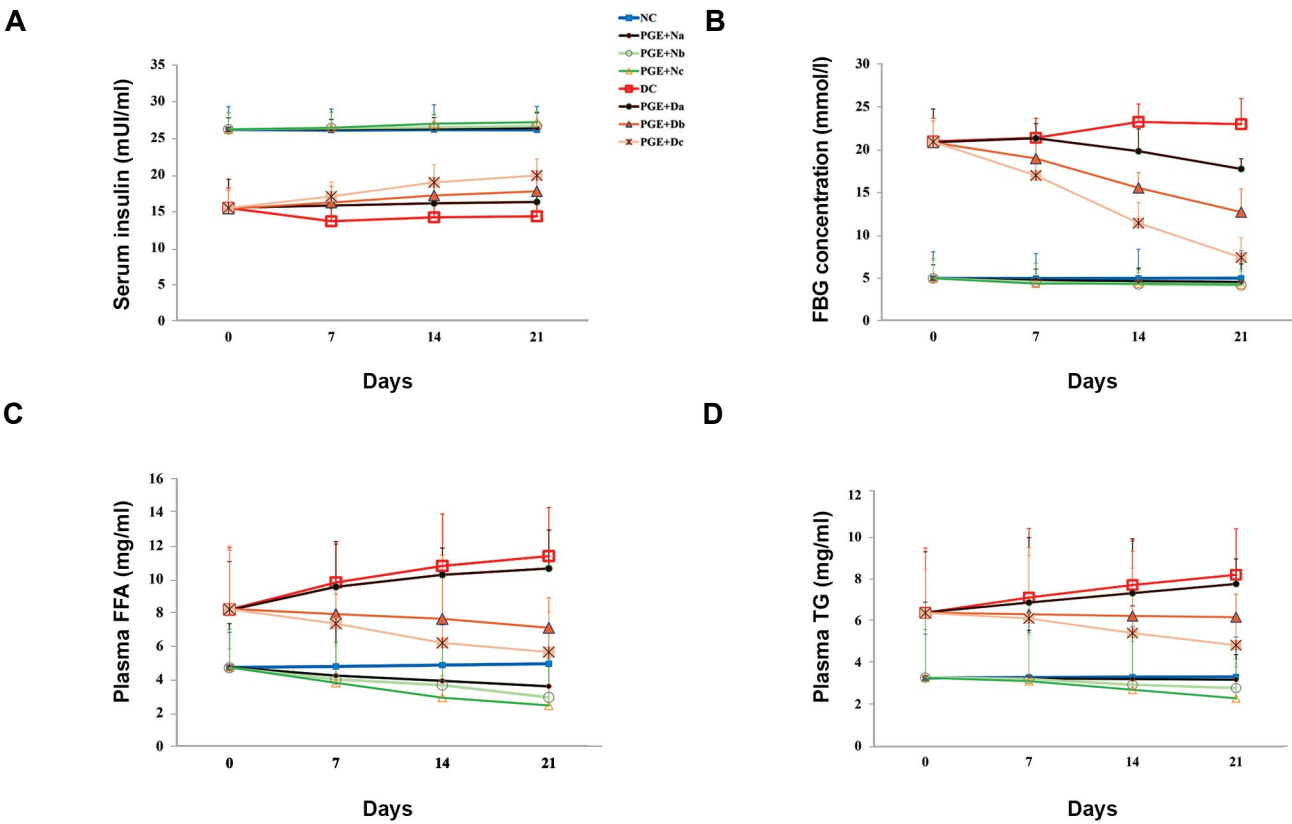 A
NC
PGE+Na
PGE+Nb
PGE+Nc
DC
PGE+Da
PGE+Db
PGE+Dc
Serum insulin (mUI/ml)
35
30
25
20
15
10
5
0
0 7 14 21
Days
B
FBG concentration (mmol/l)
30
25
20
15
10
5
0
0 7 14 21
Days
C
Plasma FFA (mg/ml)
16
14
12
10
8
6
4
2
0
0 7 14 21
Days
D
Plasma TG (mg/ml)
12
10
8
6
4
2
0
0 7 14 21
Days